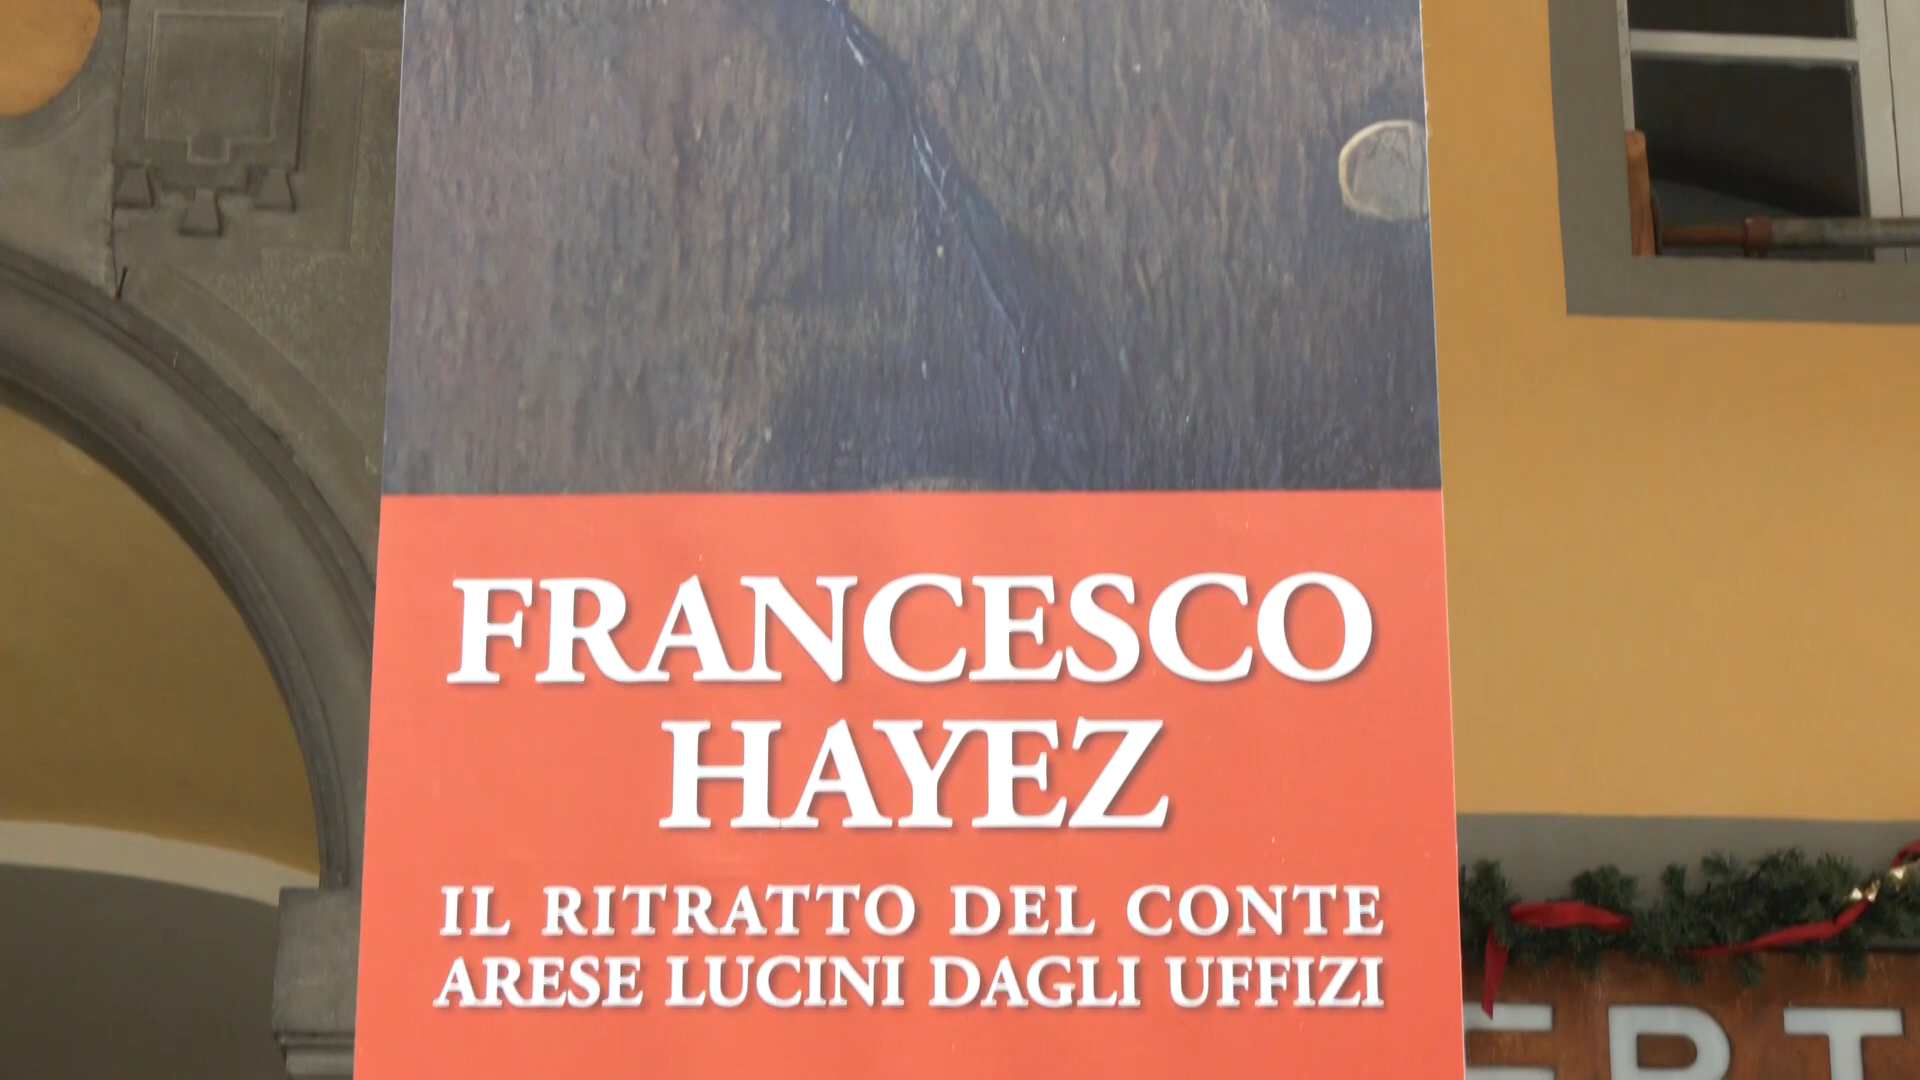 FRANCESCO
HAYEZ
IL RITRATTO DEL CONTE
ARESE LUCINI DAGLI UFFIZI